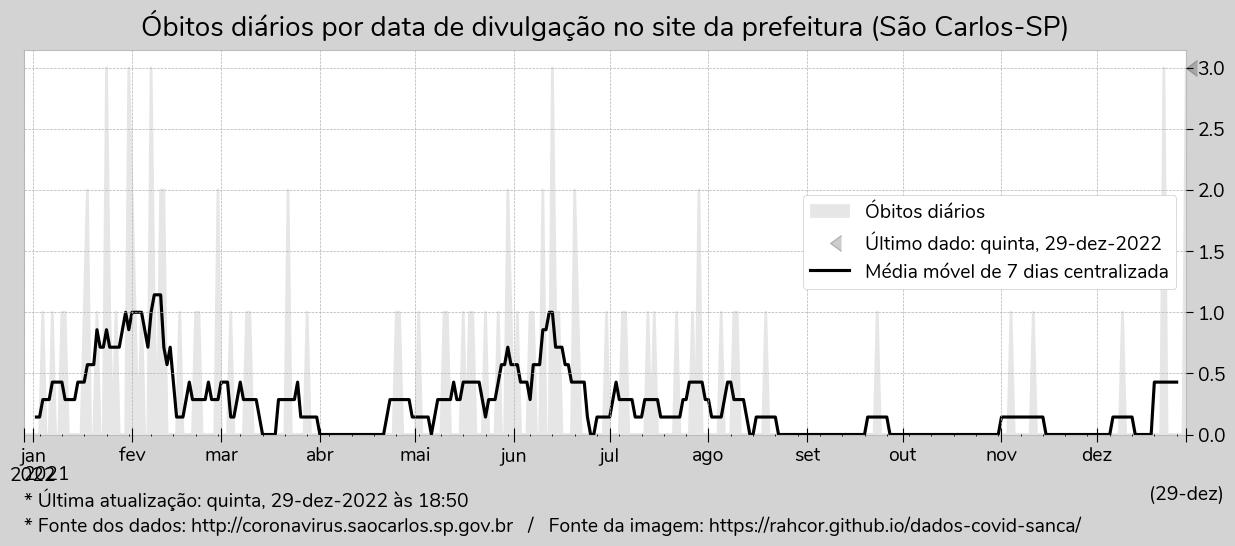 Óbitos diários por data de divulgação no site da prefeitura (São Carlos-SP)
3.0
2.5
2.0
1.5
1.0
0.5
0.0
Óbitos diários
Último dado: quinta, 29-dez-2022
Média móvel de 7 dias centralizada
jan fev mar abr mai jun jul ago set out nov dez
2022 2021
(29-dez)
* Última atualização: quinta, 29-dez-2022 às 18:50
* Fonte dos dados: http://coronavirus.saocarlos.sp.gov.br / Fonte da imagem: https://rahcor.github.io/dados-covid-sanca/